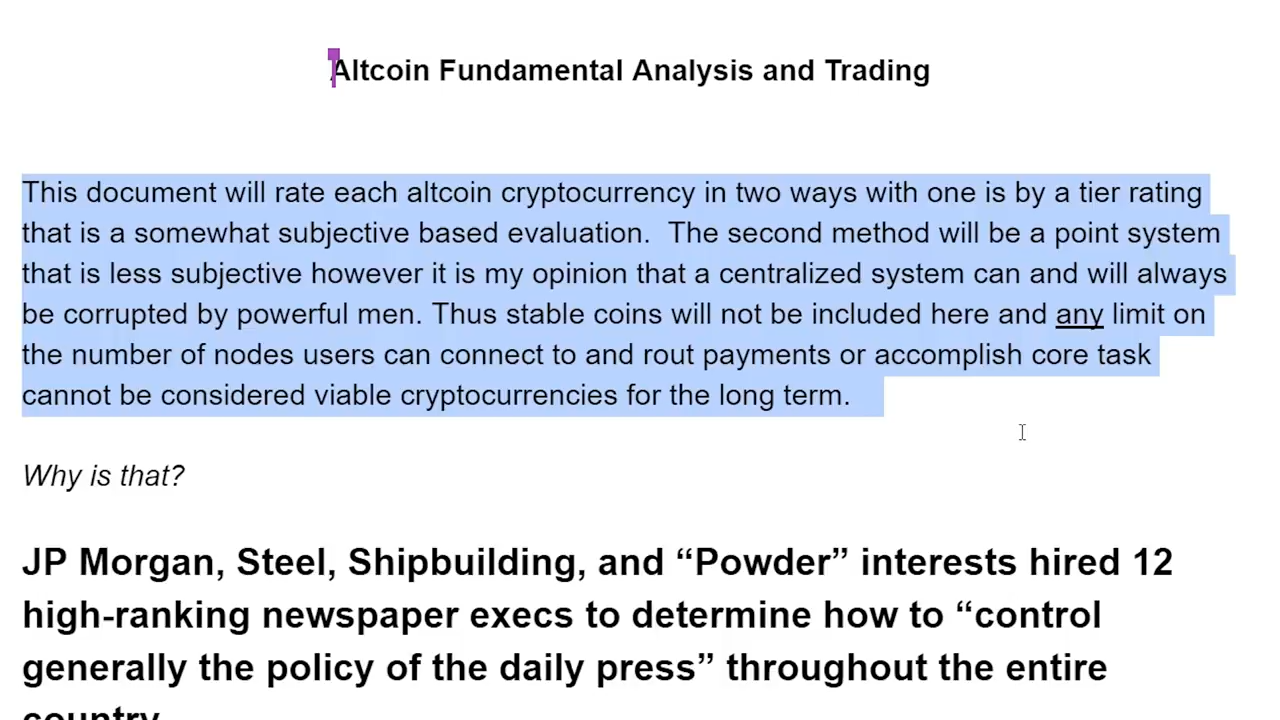 Altcoin Fundamental Analysis and Trading
This document will rate each altcoin cryptocurrency in two ways with one is by a tier rating
that is a somewhat subjective based evaluation.  The second method will be a point system
that is less subjective however it is my opinion that a centralized system can and will always
be corrupted by powerful men. Thus stable coins will not be included here and any limit on
the number of nodes users can connect to and rout payments or accomplish core task
cannot be considered viable cryptocurrencies for the long term.
Why is that?
JP Morgan, Steel, Shipbuilding, and “Powder” interests hired 12
high-ranking newspaper execs to determine how to “control
generally the policy of the daily press” throughout the entire
country